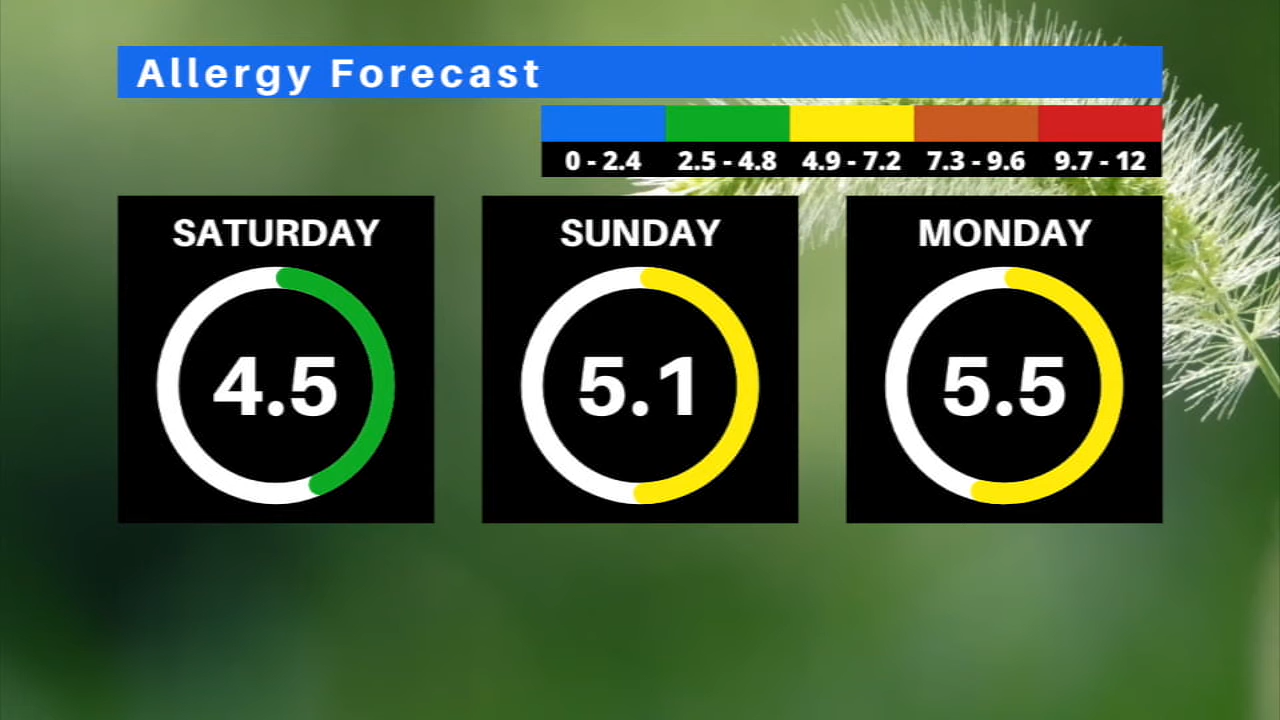 Allergy Forecast
0 - 2.4 2.5 - 4.8 4.9 - 7.2 7.3 - 9.6 9.7 - 12
SATURDAY SUNDAY MONDAY
4.5 5.1 5.5